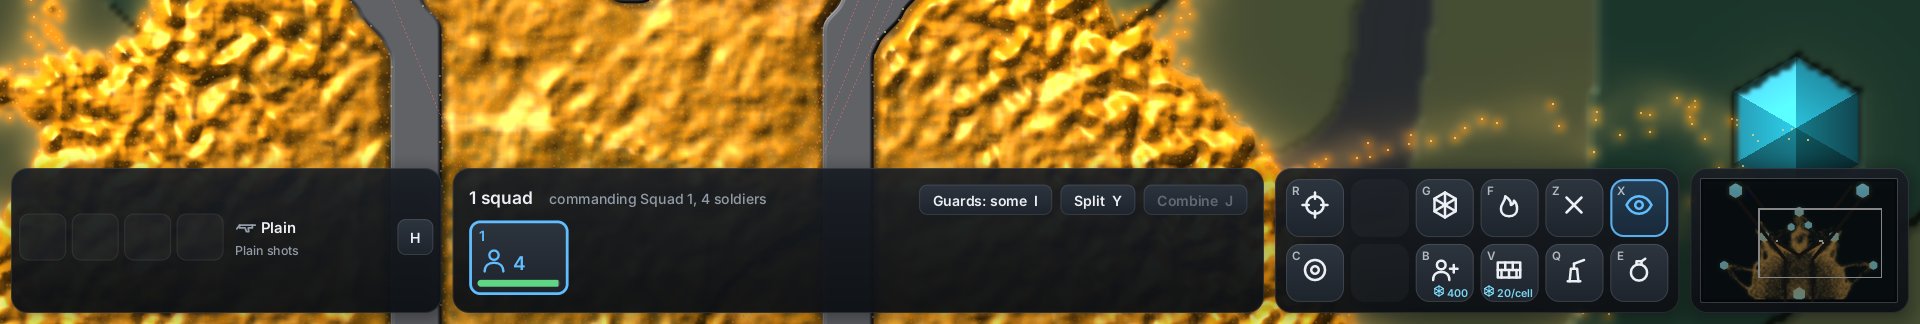 Plain
Plain shots
H
1 squad commanding Squad 1, 4 soldiers
Guards: some I
Split Y
Combine J
1
4
R
G
F
Z
X
C
B
400
V
20/cell
Q
E